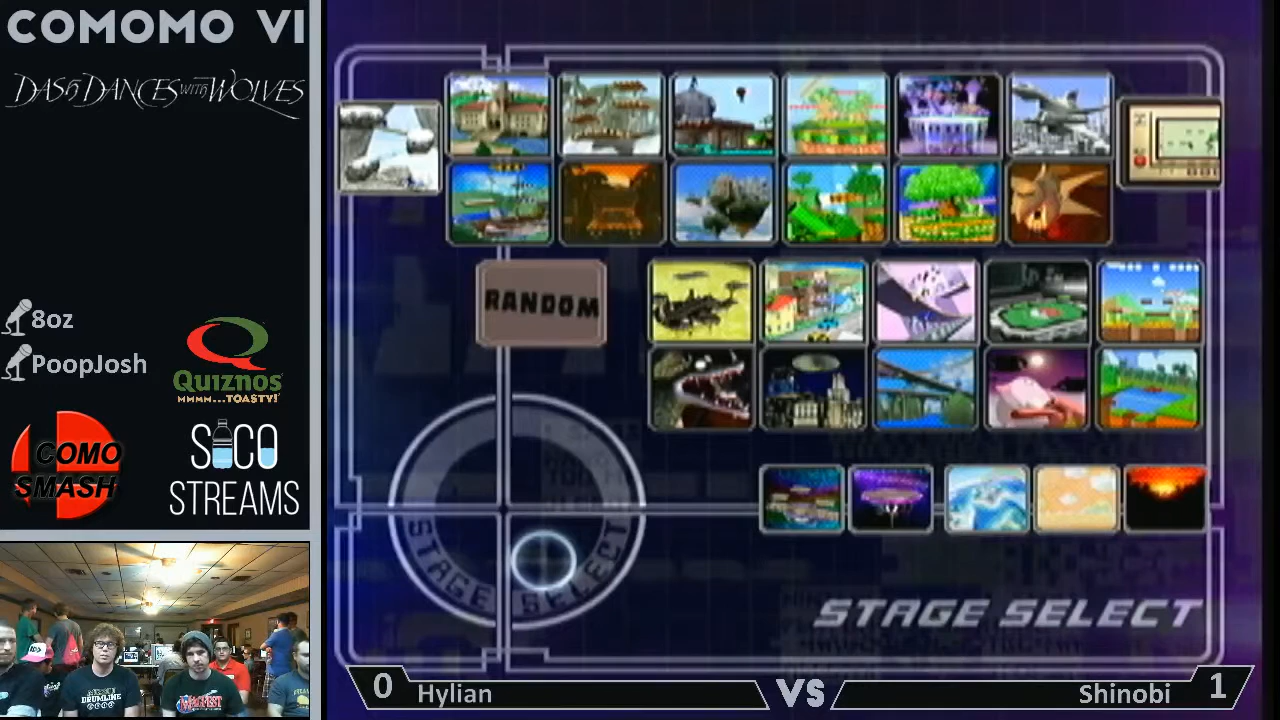 COMOMO VI
DAS DANCES WITH WOLVES
RANDOM
8oz
PoopJosh
QUIZNOS
MMMM...TOASTY!
COMO
SMASH
SOCO
STREAMS
STAGE SELECT
STAGE SELECT
0 Hylian VS Shinobi 1